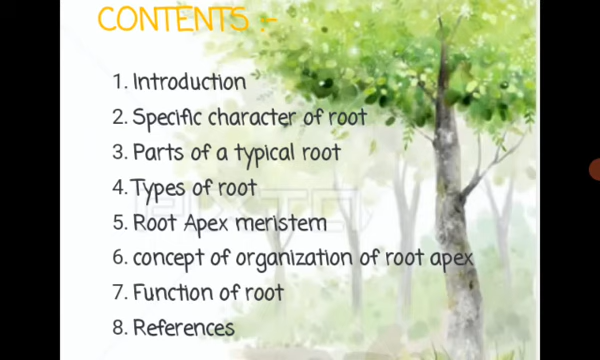 CONTENTS :-
1. Introduction
2. Specific character of root
3. Parts of a typical root
4. Types of root
5. Root Apex meristem
6. concept of organization of root apex
7. Function of root
8. References